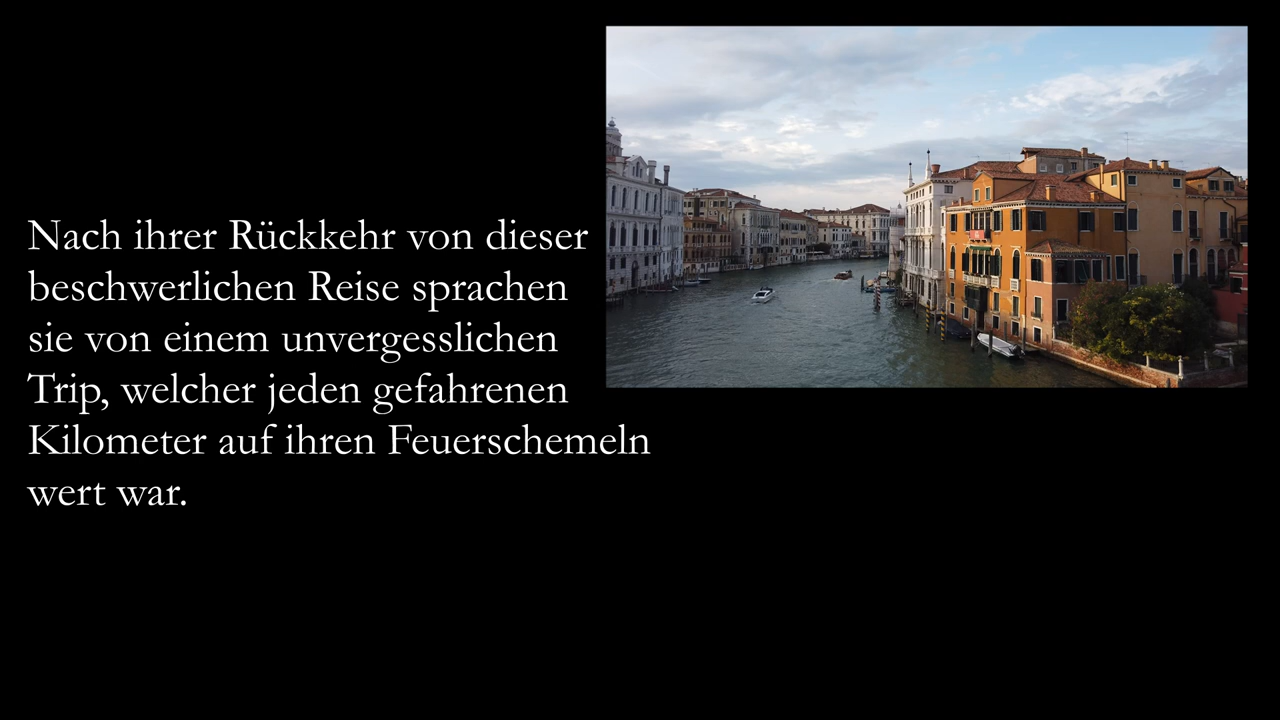 Nach ihrer Rückkehr von dieser
beschwerlichen Reise sprachen
sie von einem unvergesslichen
Trip, welcher jeden gefahrenen
Kilometer auf ihren Feuerschemeln
wert war.